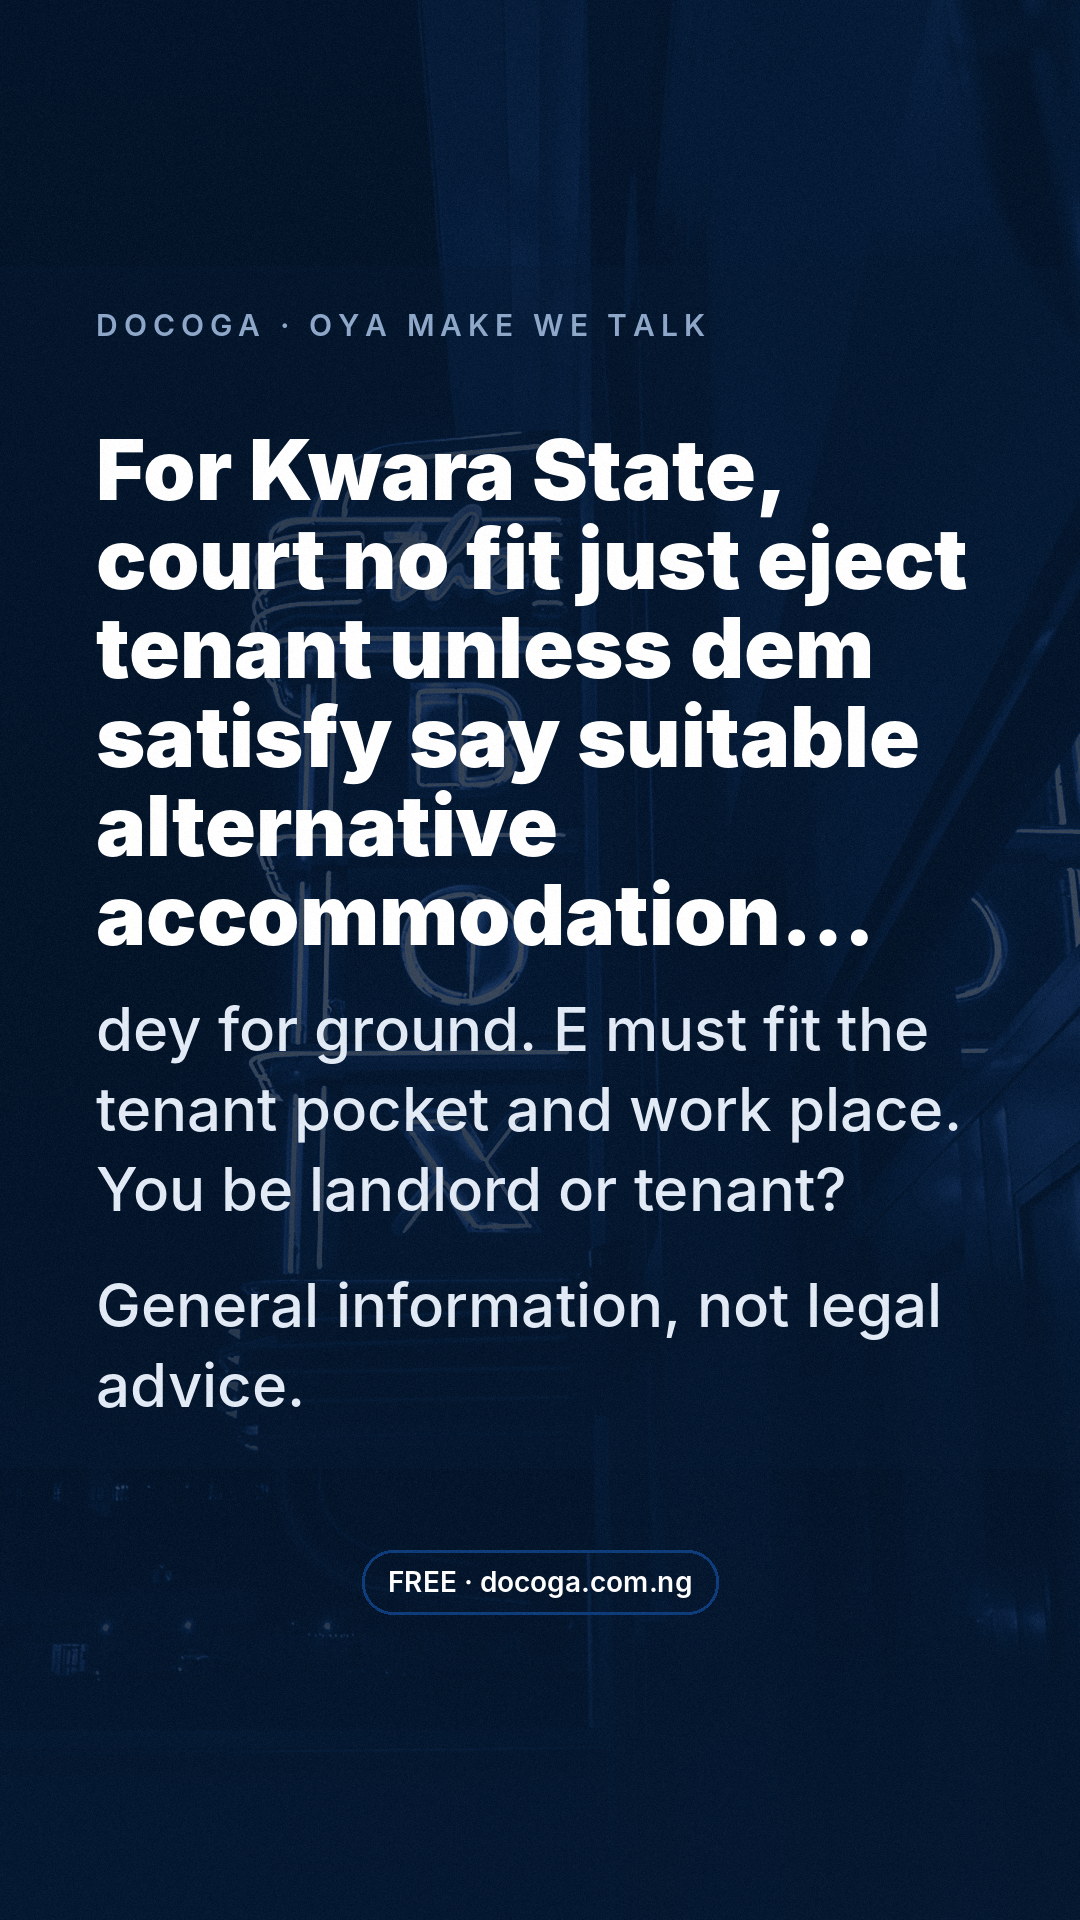 DOCOGA · OYA MAKE WE TALK
For Kwara State,
court no fit just eject
tenant unless dem
satisfy say suitable
alternative
accommodation…
dey for ground. E must fit the
tenant pocket and work place.
You be landlord or tenant?
General information, not legal
advice.
FREE · docoga.com.ng
the
BOOK